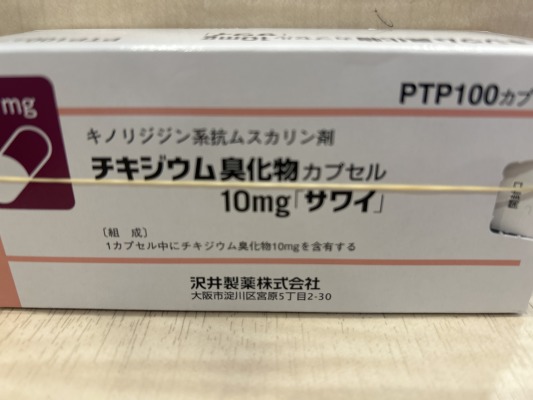 PTP100カプ
mg
キノリジジン系抗ムスカリン剤
チキジウム臭化物カプセル
10mg「サワイ」
〔組 成〕
1カプセル中にチキジウム臭化物10mgを含有する
沢井製薬株式会社
大阪市淀川区宮原5丁目2-30